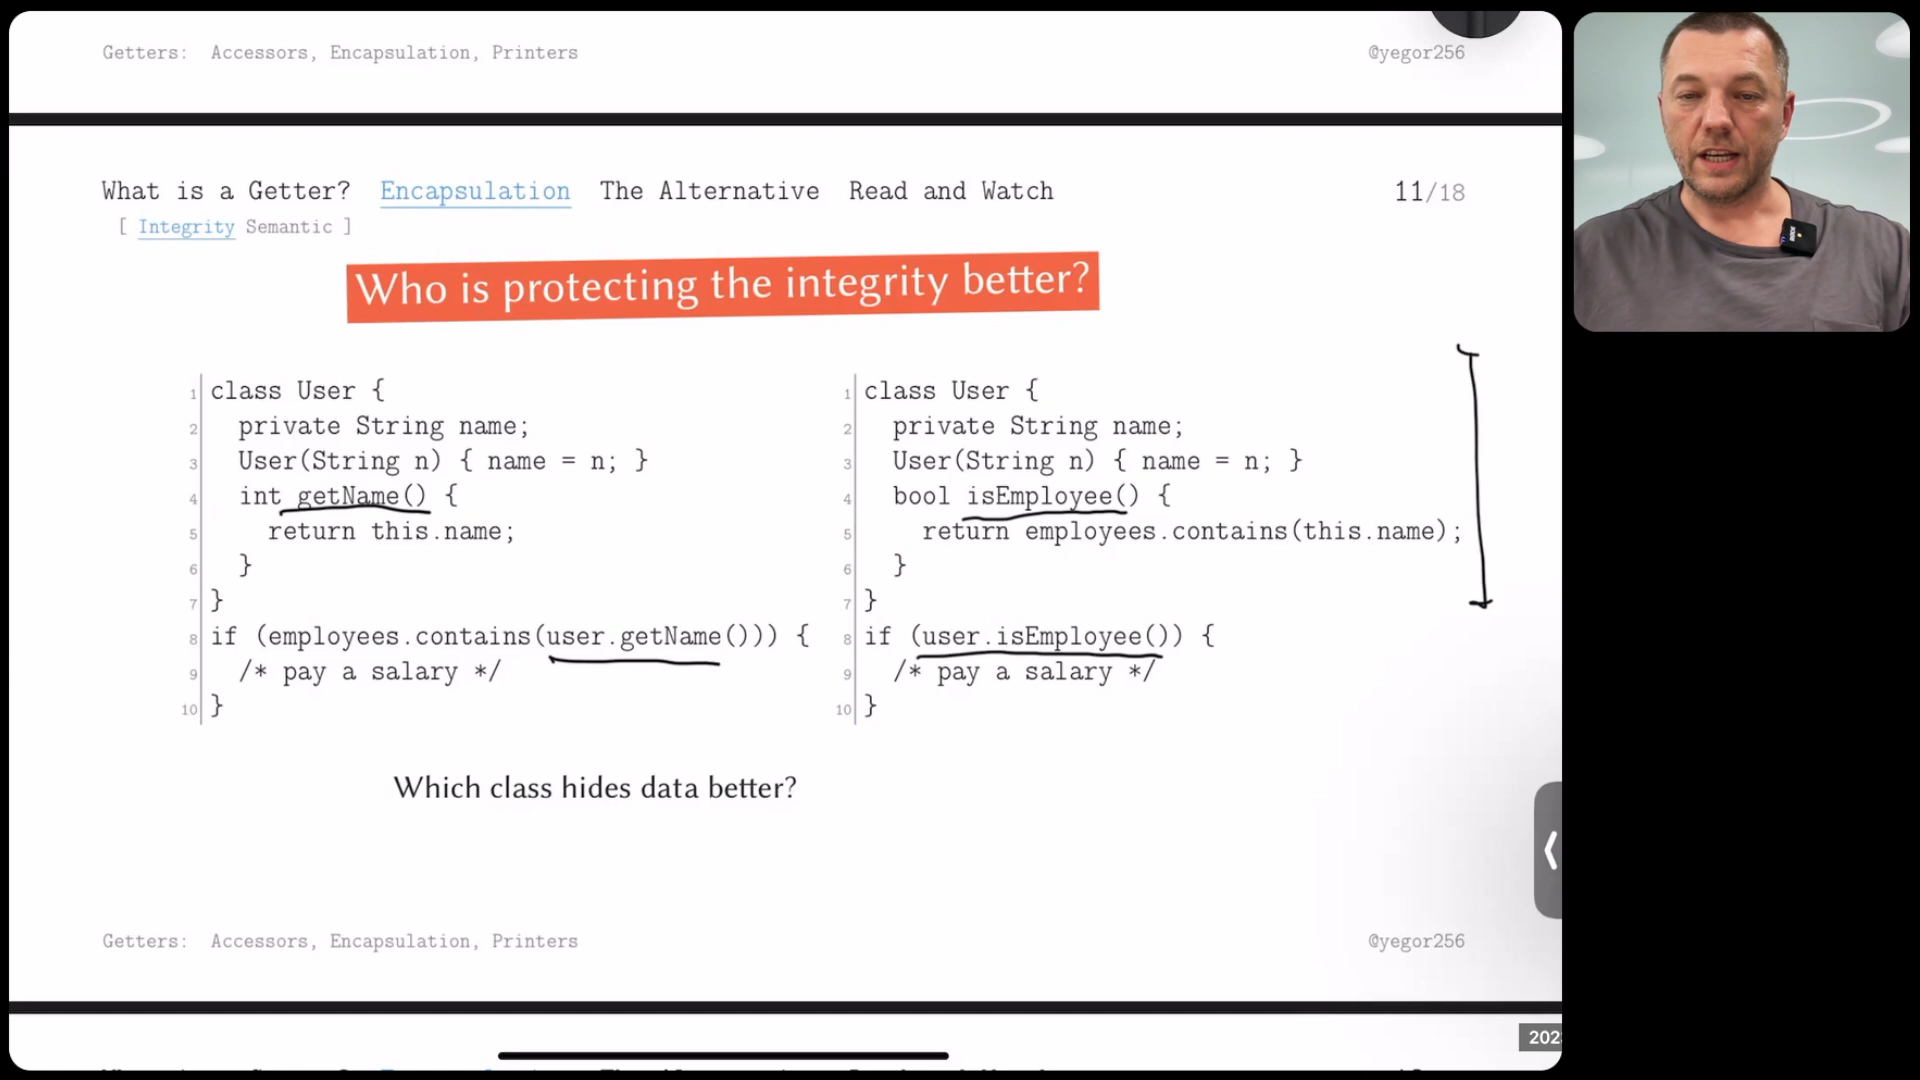 Getters: Accessors, Encapsulation, Printers @yegor256
What is a Getter? Encapsulation The Alternative Read and Watch 11/18
[ Integrity Semantic ]
Who is protecting the integrity better?
1 class User {
2 private String name;
3 User(String n) { name = n; }
4 int getName() {
5 return this.name;
6 }
7 }
8 if (employees.contains(user.getName())) {
9 /* pay a salary */
10 }
1 class User {
2 private String name;
3 User(String n) { name = n; }
4 bool isEmployee() {
5 return employees.contains(this.name);
6 }
7 }
8 if (user.isEmployee()) {
9 /* pay a salary */
10 }
Which class hides data better?
Getters: Accessors, Encapsulation, Printers @yegor256